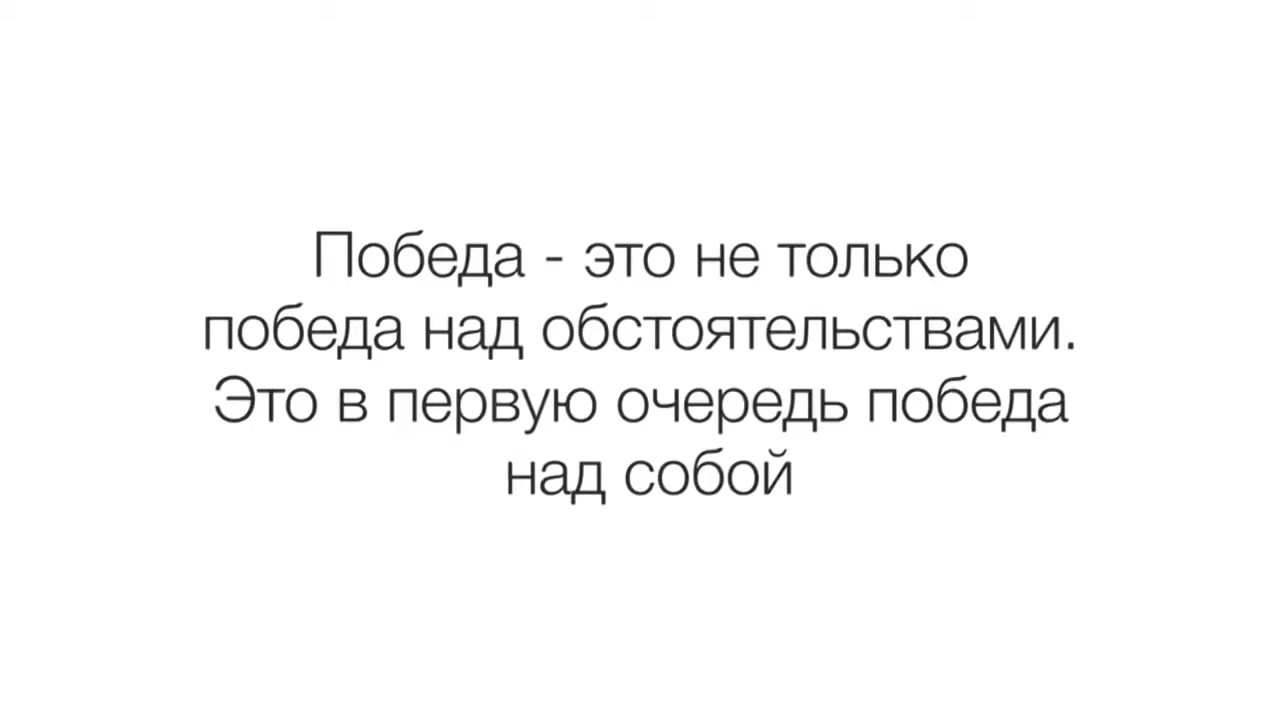 Победа - это не только
победа над обстоятельствами.
Это в первую очередь победа
над собой